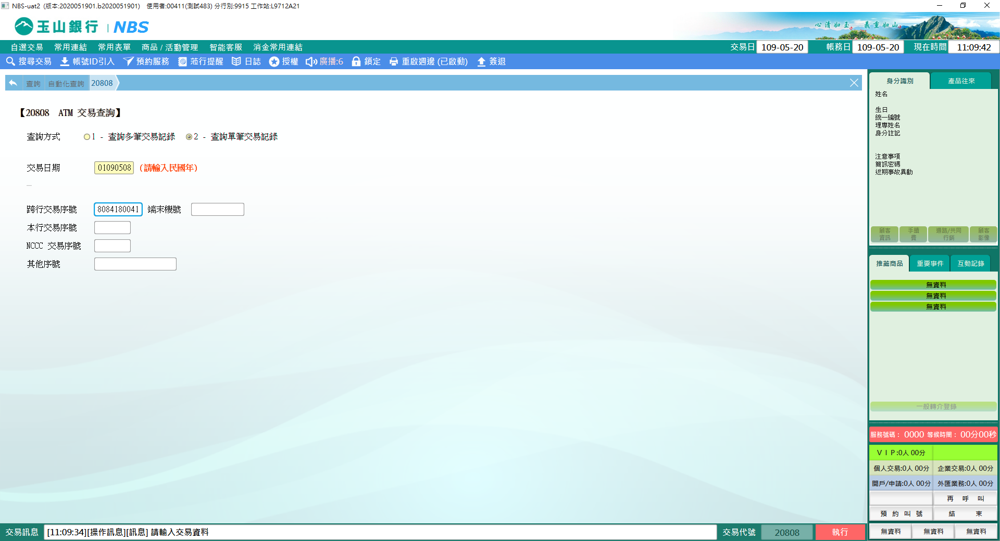 NBS-uat2 (版本:2020051901.b2020051901) 使用者:00411(測試483) 分行別:9915 工作站:L9712A21
玉山銀行 | NBS
心清如玉 義重如山
自選交易 常用連結 常用表單 商品 / 活動管理 智能客服 消金常用連結 交易日 109-05-20 帳務日 109-05-20 現在時間 11:09:42
搜尋交易 帳號ID引入 預約服務 蒞行提醒 日誌 授權 廣播:6 鎖定 重啟週邊 (已啟動) 簽退
查詢 自動化查詢 20808
【20808 ATM 交易查詢】
查詢方式 1 - 查詢多筆交易記錄 2 - 查詢單筆交易記錄
交易日期 01090508 (請輸入民國年)
跨行交易序號 8084180041 端末機號
本行交易序號
NCCC 交易序號
其他序號
身分識別 產品往來
姓名
生日
統一編號
理專姓名
身分註記
注意事項
簡訊密碼
近期事故異動
顧客資訊 手續費 通路/共同行銷 顧客影像
推薦商品 重要事件 互動記錄
無資料
無資料
無資料
一般轉介登錄
服務號碼： 0000 等候時間： 00分00秒
ＶＩＰ:0人 00分
個人交易:0人 00分 企業交易:0人 00分
開戶/申請:0人 00分 外匯業務:0人 00分
再 呼 叫
預 約 叫 號 結 束
無資料 無資料 無資料
交易訊息 [11:09:34][操作訊息][訊息] 請輸入交易資料 交易代號 20808 執行